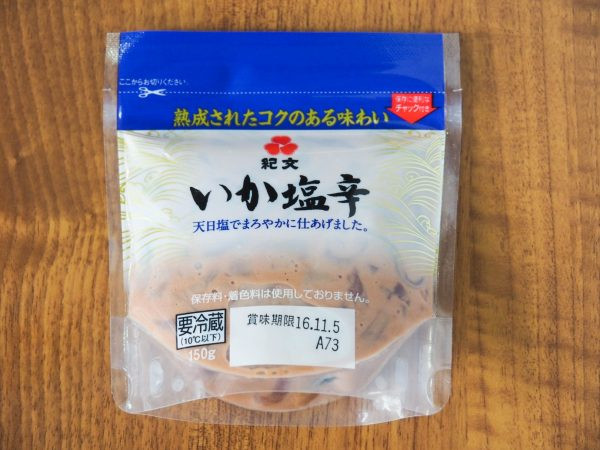 ここからお切りください。
保存に便利な
チャック付き
熟成されたコクのある味わい
紀文
いか塩辛
天日塩でまろやかに仕あげました。
保存料・着色料は使用しておりません。
要冷蔵
(10℃以下)
150g
賞味期限16.11.5
A73